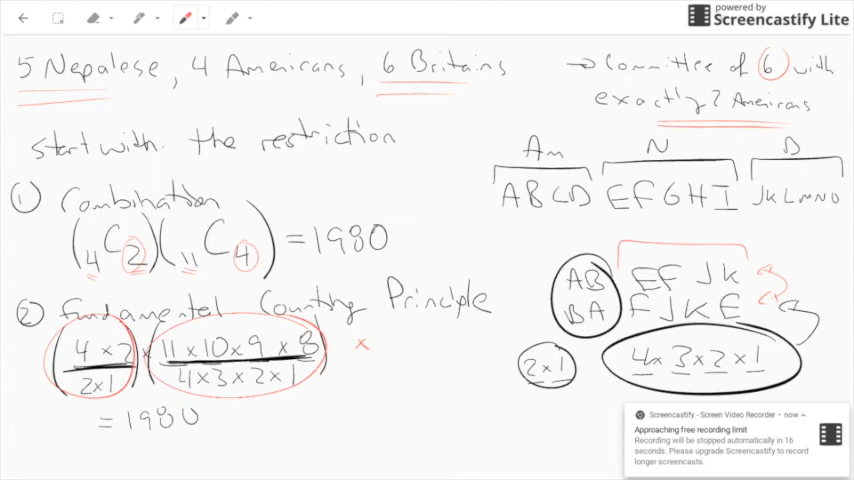 powered by
Screencastify Lite
5 Nepalese, 4 Americans, 6 Britains
→ Committee of 6 with
exactly 2 Americans
start with the restriction
Am N B
ABCD EFGHI JKLMNO
① Combination
(4C2)(11C4) = 1980
AB EF JK
BA FJKE
② Fundamental Counting Principle
(4 × 2 / 2×1) × (11 × 10 × 9 × 8 / 4 × 3 × 2 × 1) ×
2×1 4 × 3 × 2 × 1
= 1980
Screencastify - Screen Video Recorder • now
Approaching free recording limit
Recording will be stopped automatically in 16
seconds. Please upgrade Screencastify to record
longer screencasts.